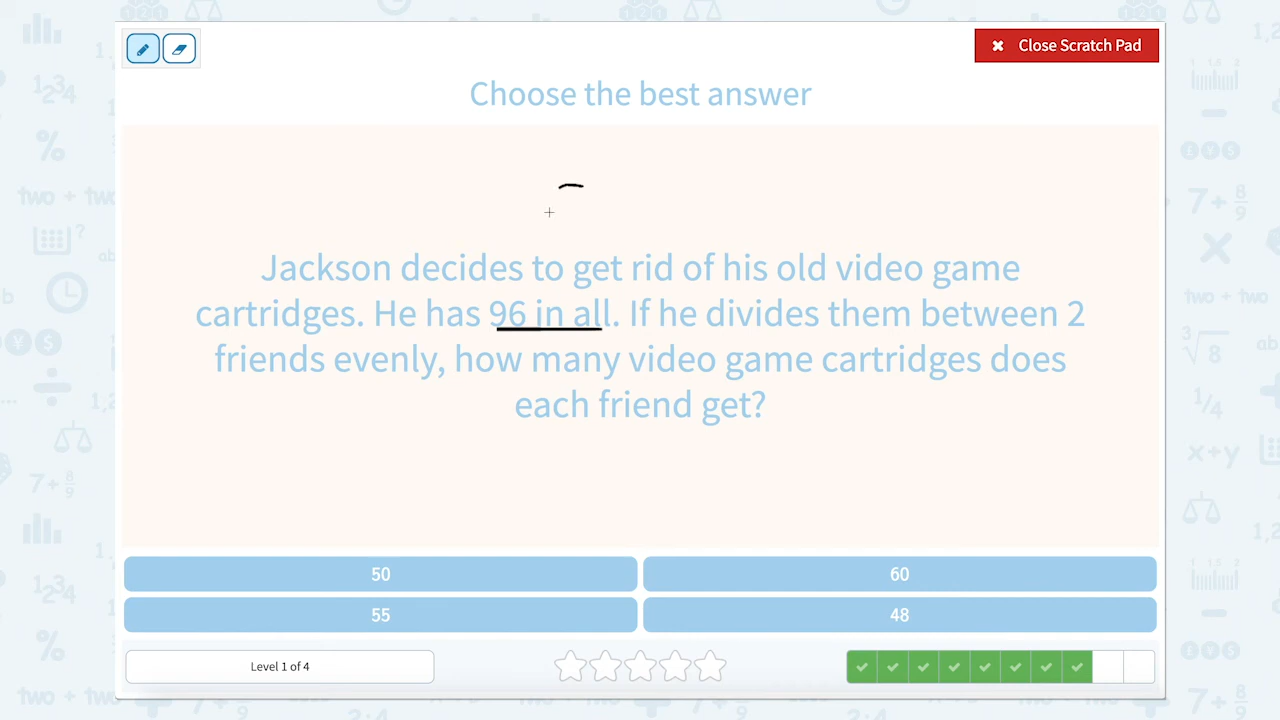 Close Scratch Pad
Choose the best answer
Jackson decides to get rid of his old video game
cartridges. He has 96 in all. If he divides them between 2
friends evenly, how many video game cartridges does
each friend get?
50
60
55
48
Level 1 of 4